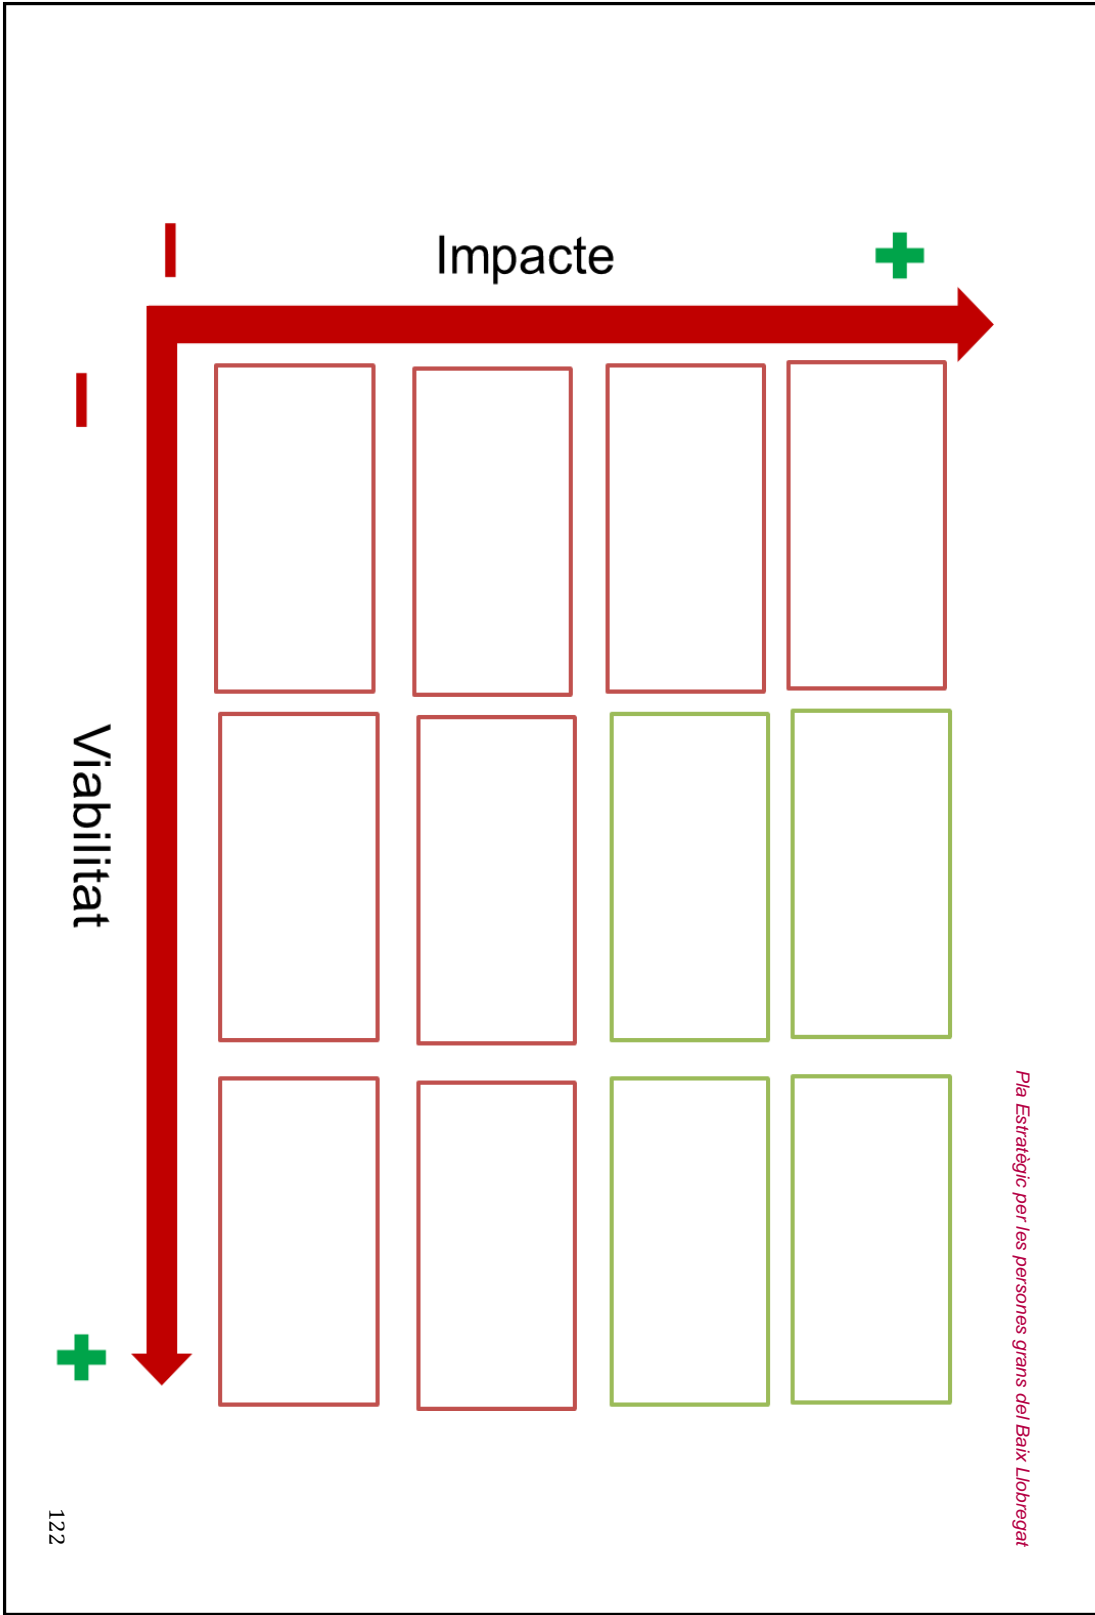 Pla Estratègic per les persones grans del Baix Llobregat
Impacte
Viabilitat
122